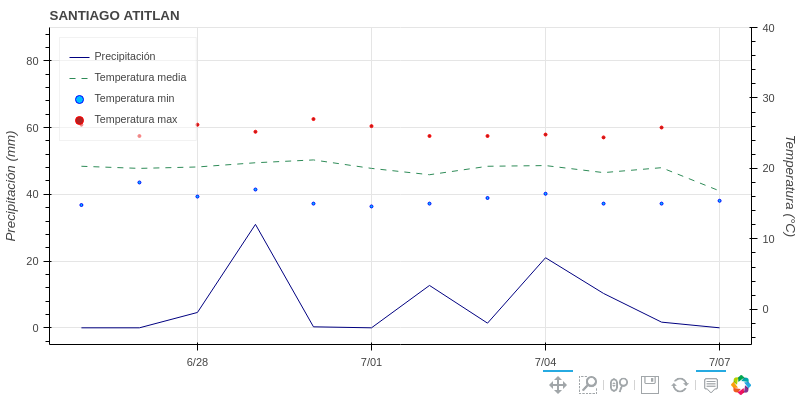 SANTIAGO ATITLAN
Precipitación
Temperatura media
Temperatura min
Temperatura max
Precipitación (mm)
80
60
40
20
0
Temperatura (°C)
40
30
20
10
0
6/28
7/01
7/04
7/07